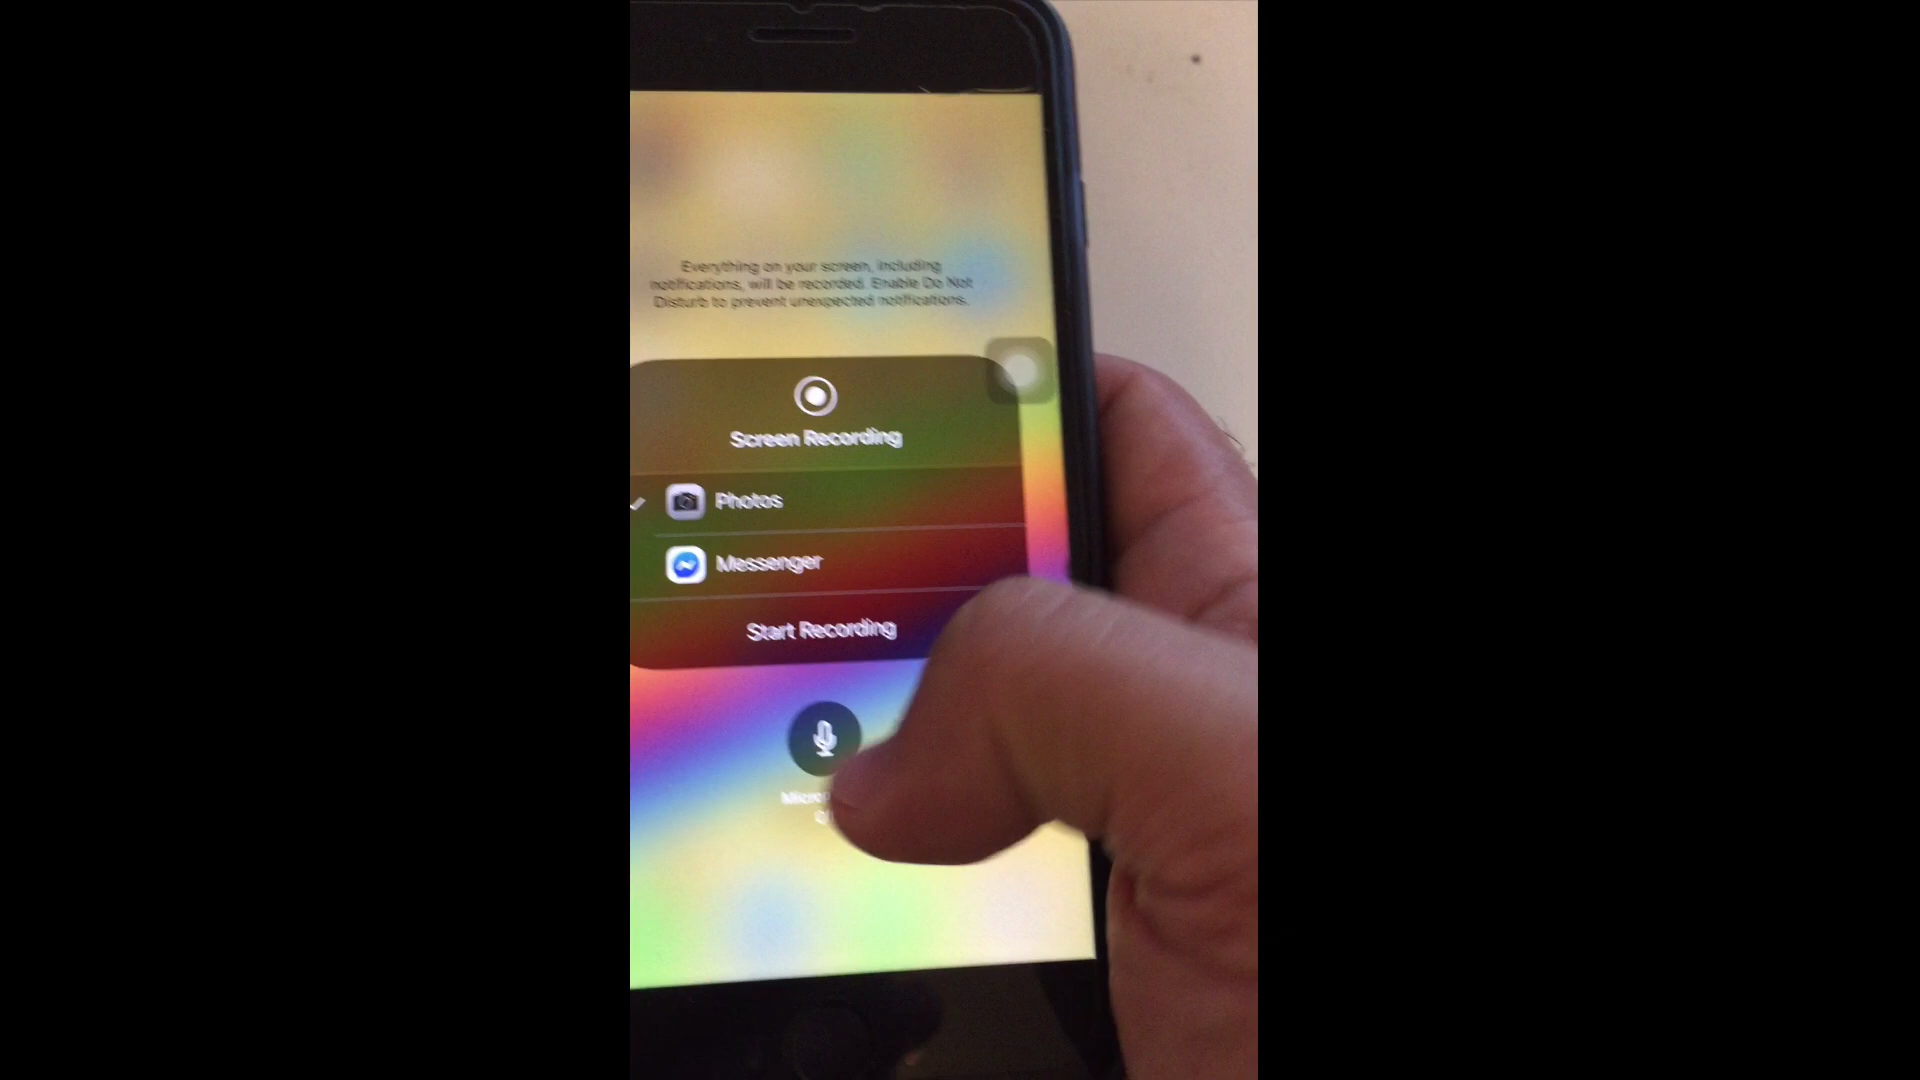 Everything on your screen, including
notifications, will be recorded. Enable Do Not
Disturb to prevent unexpected notifications.
Screen Recording
Photos
Messenger
Start Recording